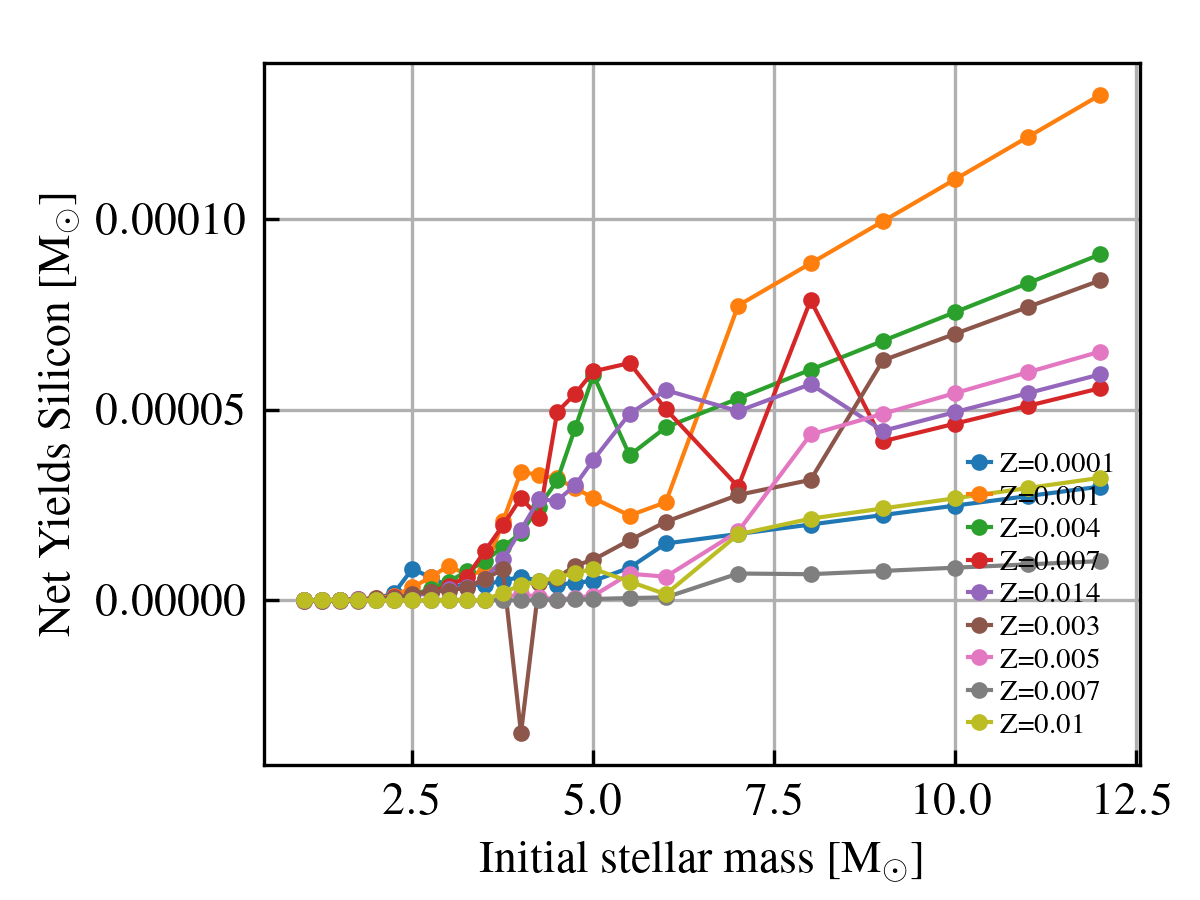 Net Yields Silicon [M☉]
0.00010
0.00005
0.00000
Z=0.0001
Z=0.001
Z=0.004
Z=0.007
Z=0.014
Z=0.003
Z=0.005
Z=0.007
Z=0.01
2.5 5.0 7.5 10.0 12.5
Initial stellar mass [M☉]